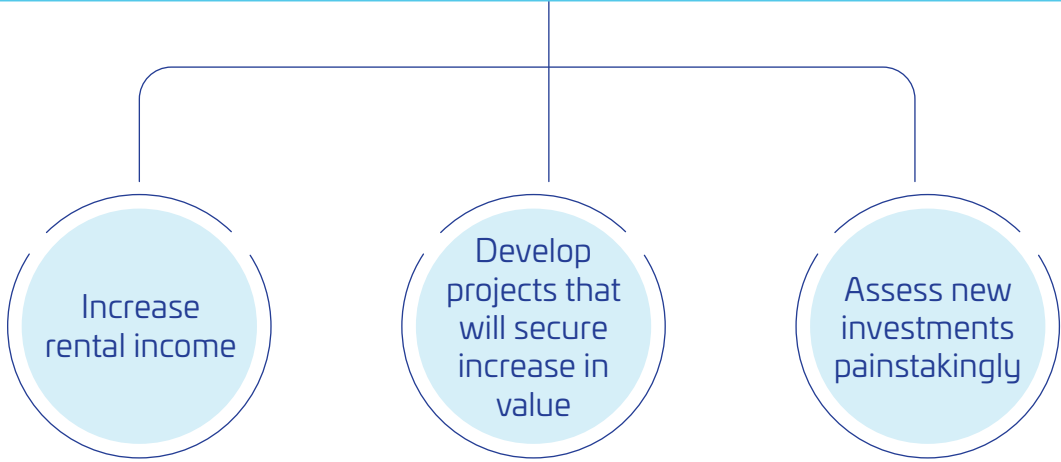 Increase
rental income
Develop
projects that
will secure
increase in
value
Assess new
investments
painstakingly